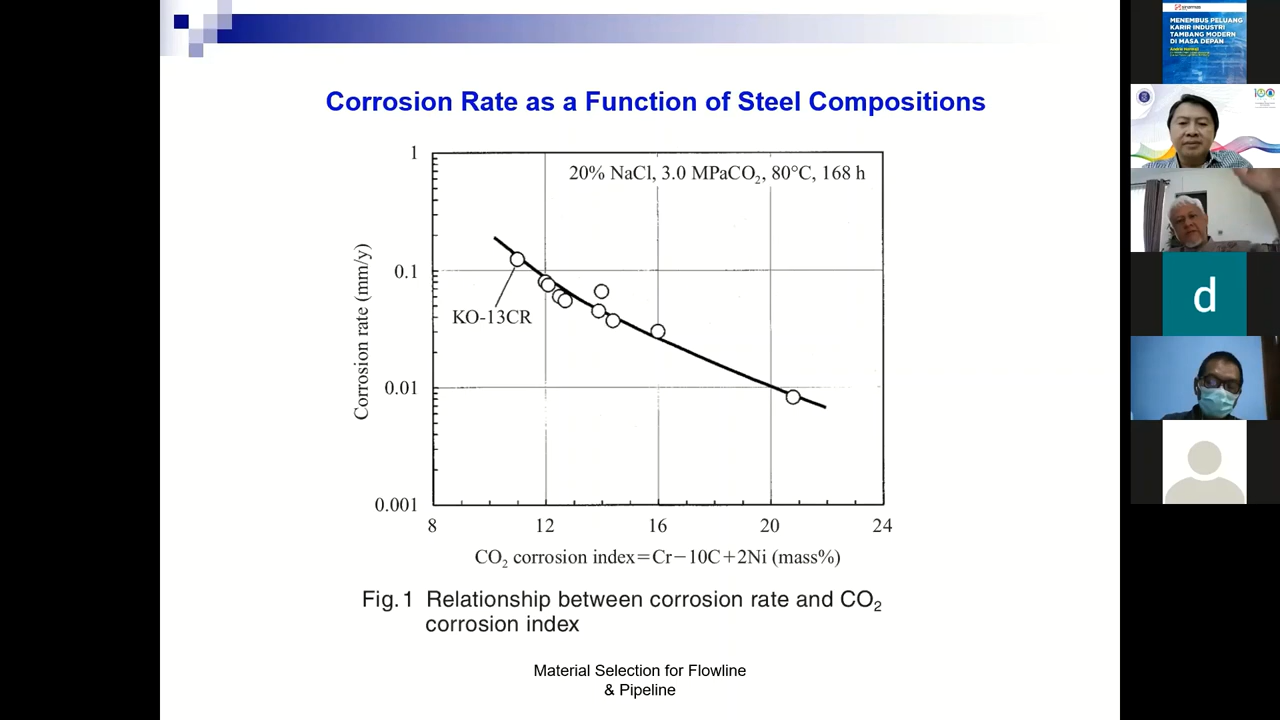 Corrosion Rate as a Function of Steel Compositions
1
20% NaCl, 3.0 MPaCO₂, 80°C, 168 h
0.1
KO-13CR
0.01
0.001
Corrosion rate (mm/y)
8 12 16 20 24
CO₂ corrosion index=Cr−10C+2Ni (mass%)
Fig. 1 Relationship between corrosion rate and CO₂
corrosion index
Material Selection for Flowline
& Pipeline
sinarmas
MENEMBUS PELUANG
KARIR INDUSTRI
TAMBANG MODERN
DI MASA DEPAN
d